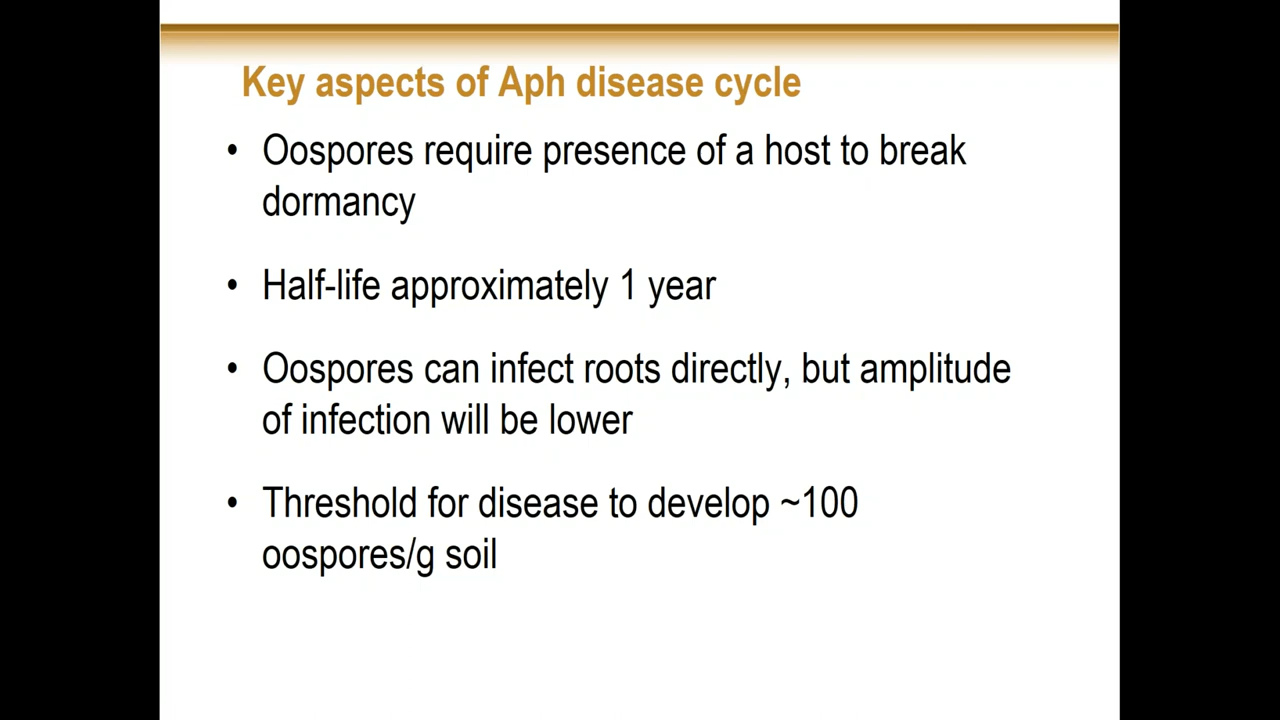 Key aspects of Aph disease cycle
• Oospores require presence of a host to break
dormancy
• Half-life approximately 1 year
• Oospores can infect roots directly, but amplitude
of infection will be lower
• Threshold for disease to develop ~100
oospores/g soil